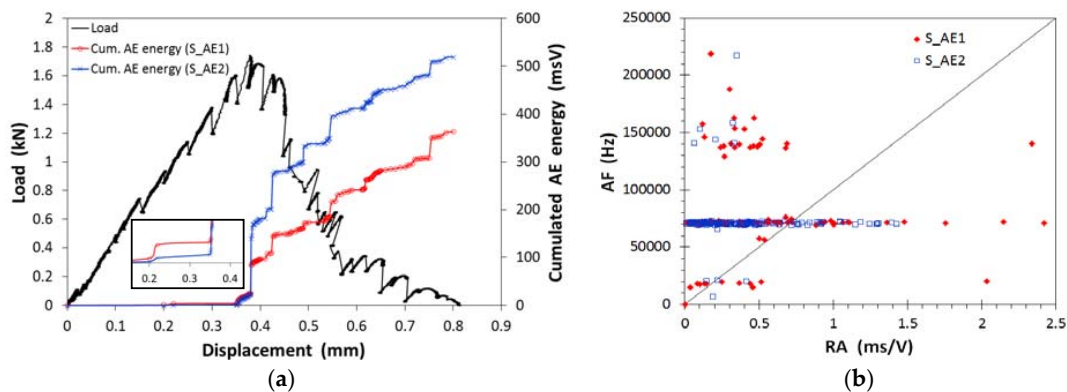 2
1.8
1.6
1.4
1.2
1
0.8
0.6
0.4
0.2
0
Load (kN)
Load
Cum. AE energy (S_AE1)
Cum. AE energy (S_AE2)
0.2 0.3 0.4
600
500
400
300
200
100
0
Cumulated AE energy (msV)
0 0.1 0.2 0.3 0.4 0.5 0.6 0.7 0.8 0.9
Displacement (mm)
(a)
250000
200000
150000
100000
50000
0
AF (Hz)
S_AE1
S_AE2
0 0.5 1 1.5 2 2.5
RA (ms/V)
(b)